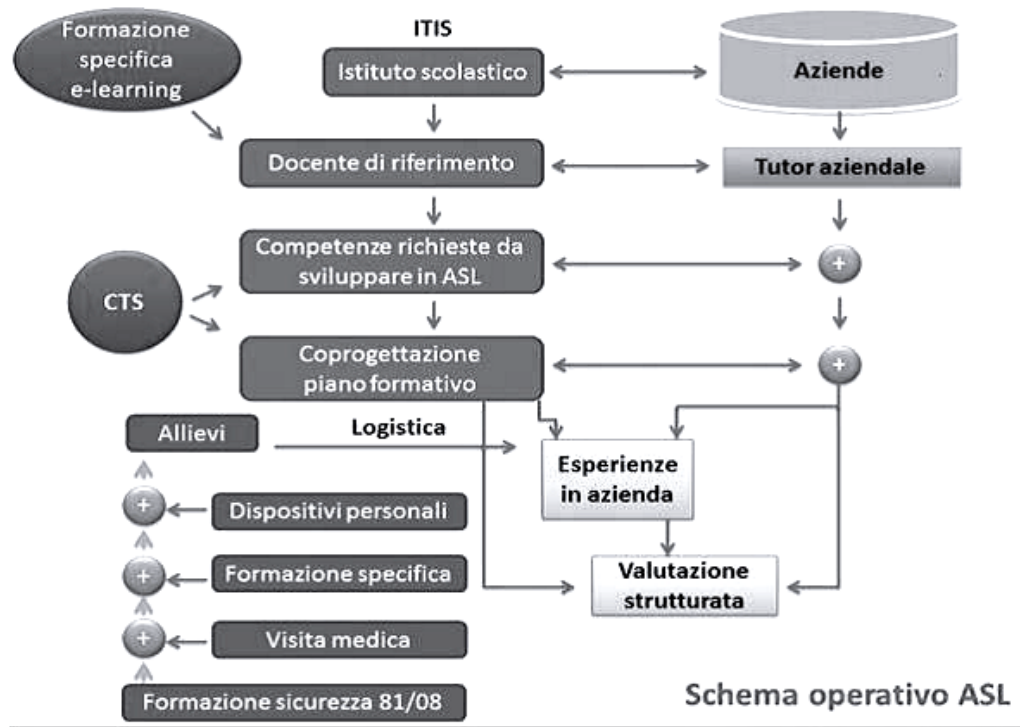 Formazione
specifica
e-learning
ITIS
Istituto scolastico
Aziende
Docente di riferimento
Tutor aziendale
Competenze richieste da
sviluppare in ASL
+
CTS
Coprogettazione
piano formativo
+
Allievi
Logistica
Esperienze
in azienda
+
Dispositivi personali
+
Formazione specifica
Valutazione
strutturata
+
Visita medica
Formazione sicurezza 81/08
Schema operativo ASL